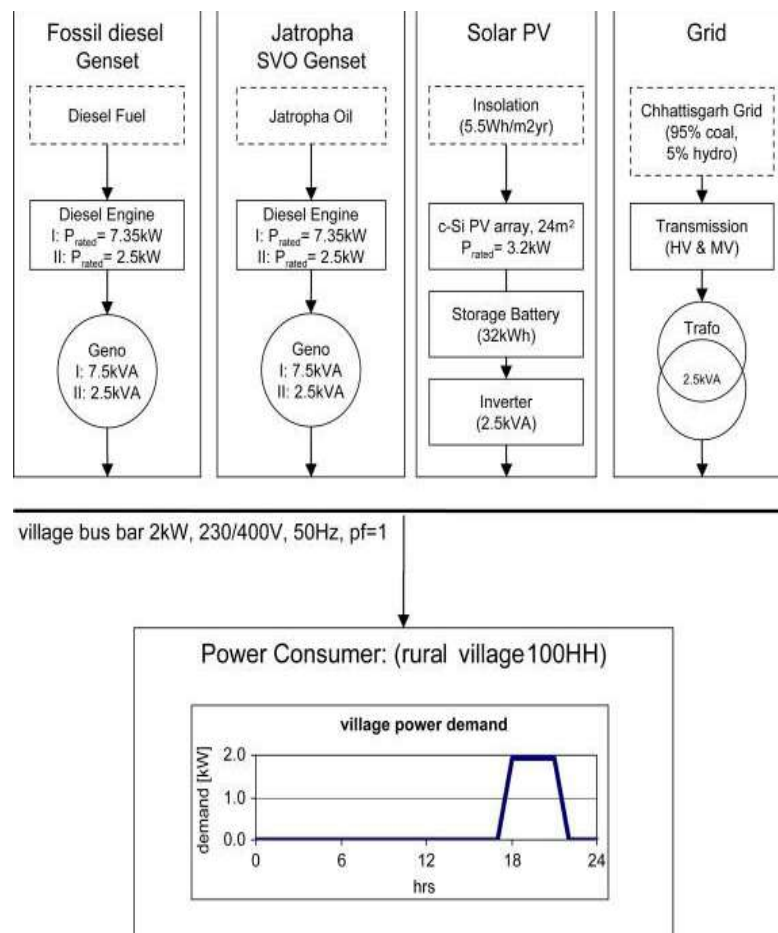 Fossil diesel
Genset
Diesel Fuel
Diesel Engine
I: Prated= 7.35kW
II: Prated= 2.5kW
Geno
I: 7.5kVA
II: 2.5kVA
Jatropha
SVO Genset
Jatropha Oil
Diesel Engine
I: Prated= 7.35kW
II: Prated= 2.5kW
Geno
I: 7.5kVA
II: 2.5kVA
Solar PV
Insolation
(5.5Wh/m2yr)
c-Si PV array, 24m²
Prated= 3.2kW
Storage Battery
(32kWh)
Inverter
(2.5kVA)
Grid
Chhattisgarh Grid
(95% coal,
5% hydro)
Transmission
(HV & MV)
Trafo
2.5kVA
village bus bar 2kW, 230/400V, 50Hz, pf=1
Power Consumer: (rural village100HH)
village power demand
demand [kW]
2.0
1.0
0.0
0 6 12 18 24
hrs